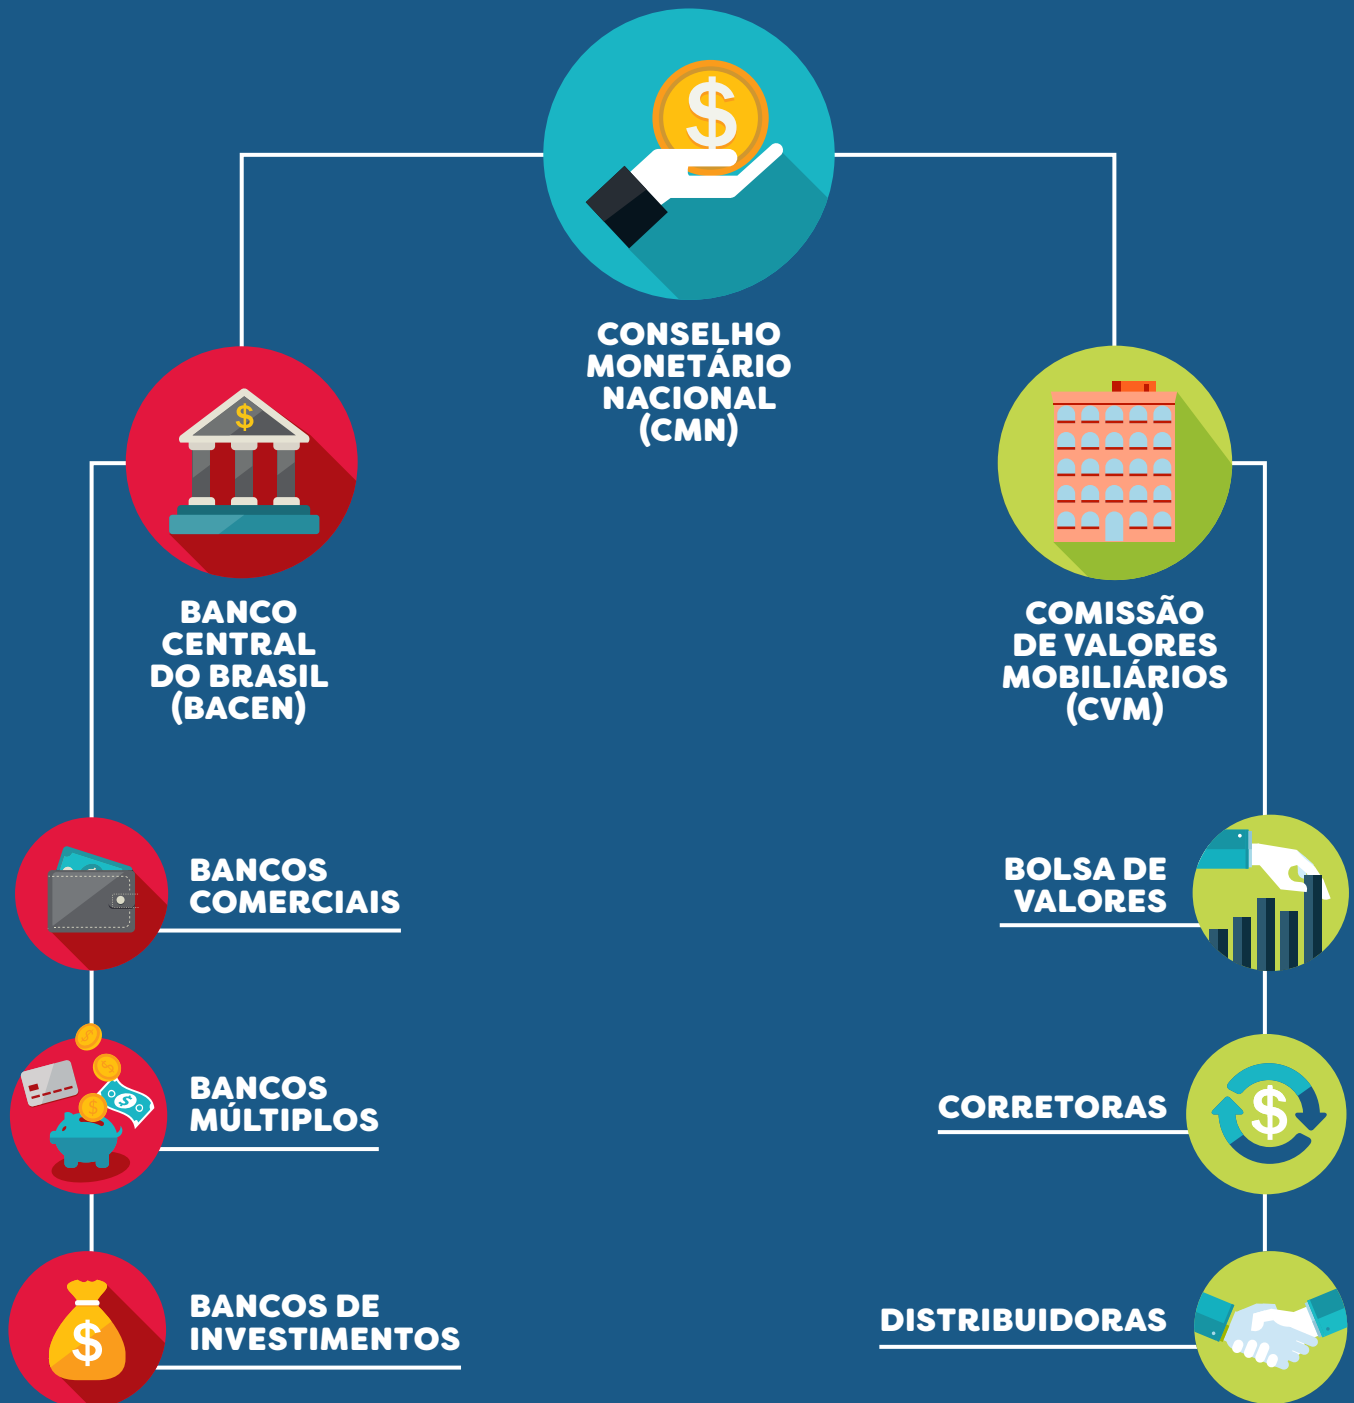 CONSELHO
MONETÁRIO
NACIONAL
(CMN)
BANCO
CENTRAL
DO BRASIL
(BACEN)
COMISSÃO
DE VALORES
MOBILIÁRIOS
(CVM)
BANCOS
COMERCIAIS
BOLSA DE
VALORES
BANCOS
MÚLTIPLOS
CORRETORAS
BANCOS DE
INVESTIMENTOS
DISTRIBUIDORAS